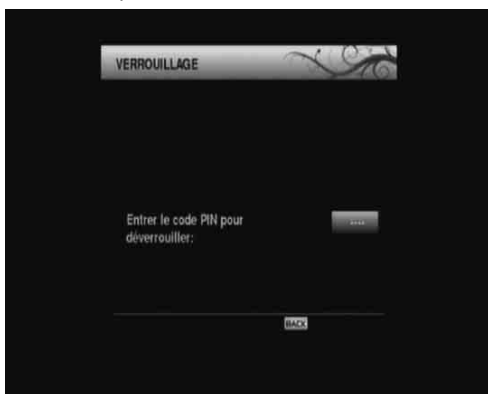 VERROUILLAGE
Entrer le code PIN pour
déverrouiller:
----
BACK